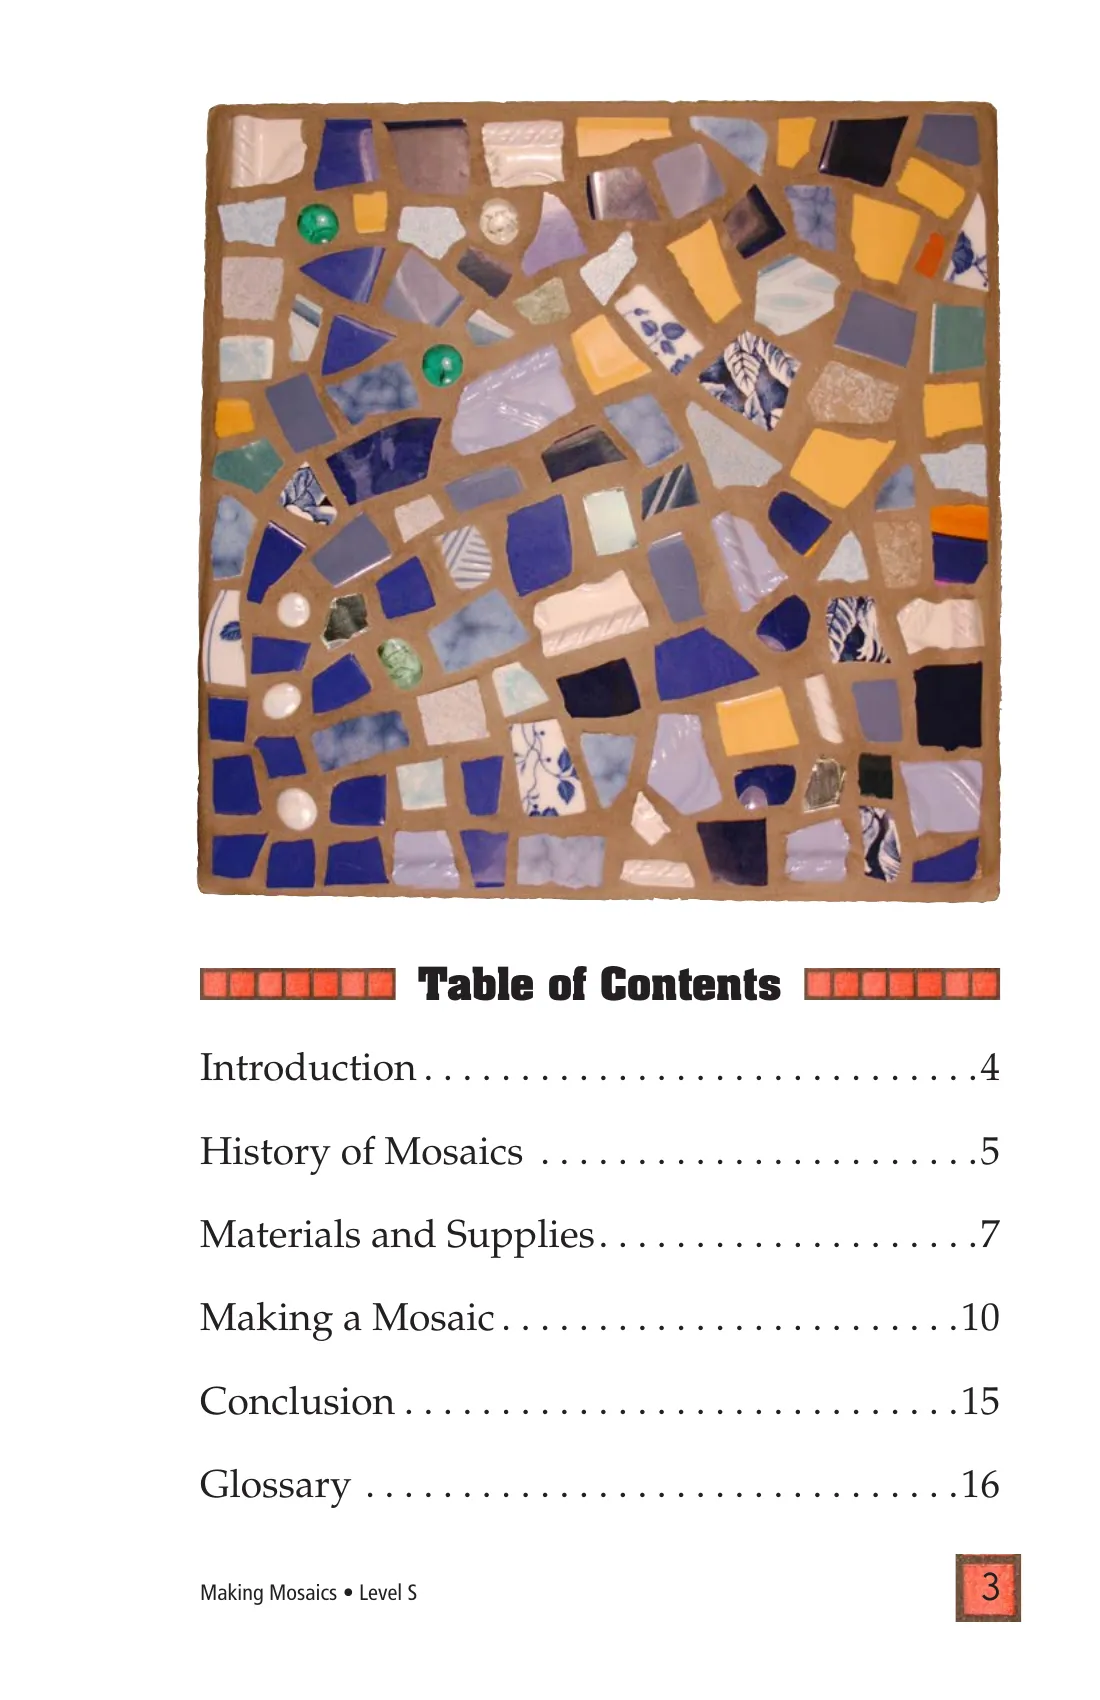 Table of Contents
Introduction . . . . . . . . . . . . . . . . . . . . . . . . . . . . .4
History of Mosaics . . . . . . . . . . . . . . . . . . . . . . .5
Materials and Supplies. . . . . . . . . . . . . . . . . . . .7
Making a Mosaic . . . . . . . . . . . . . . . . . . . . . . . .10
Conclusion . . . . . . . . . . . . . . . . . . . . . . . . . . . . .15
Glossary . . . . . . . . . . . . . . . . . . . . . . . . . . . . . . .16
Making Mosaics • Level S 3